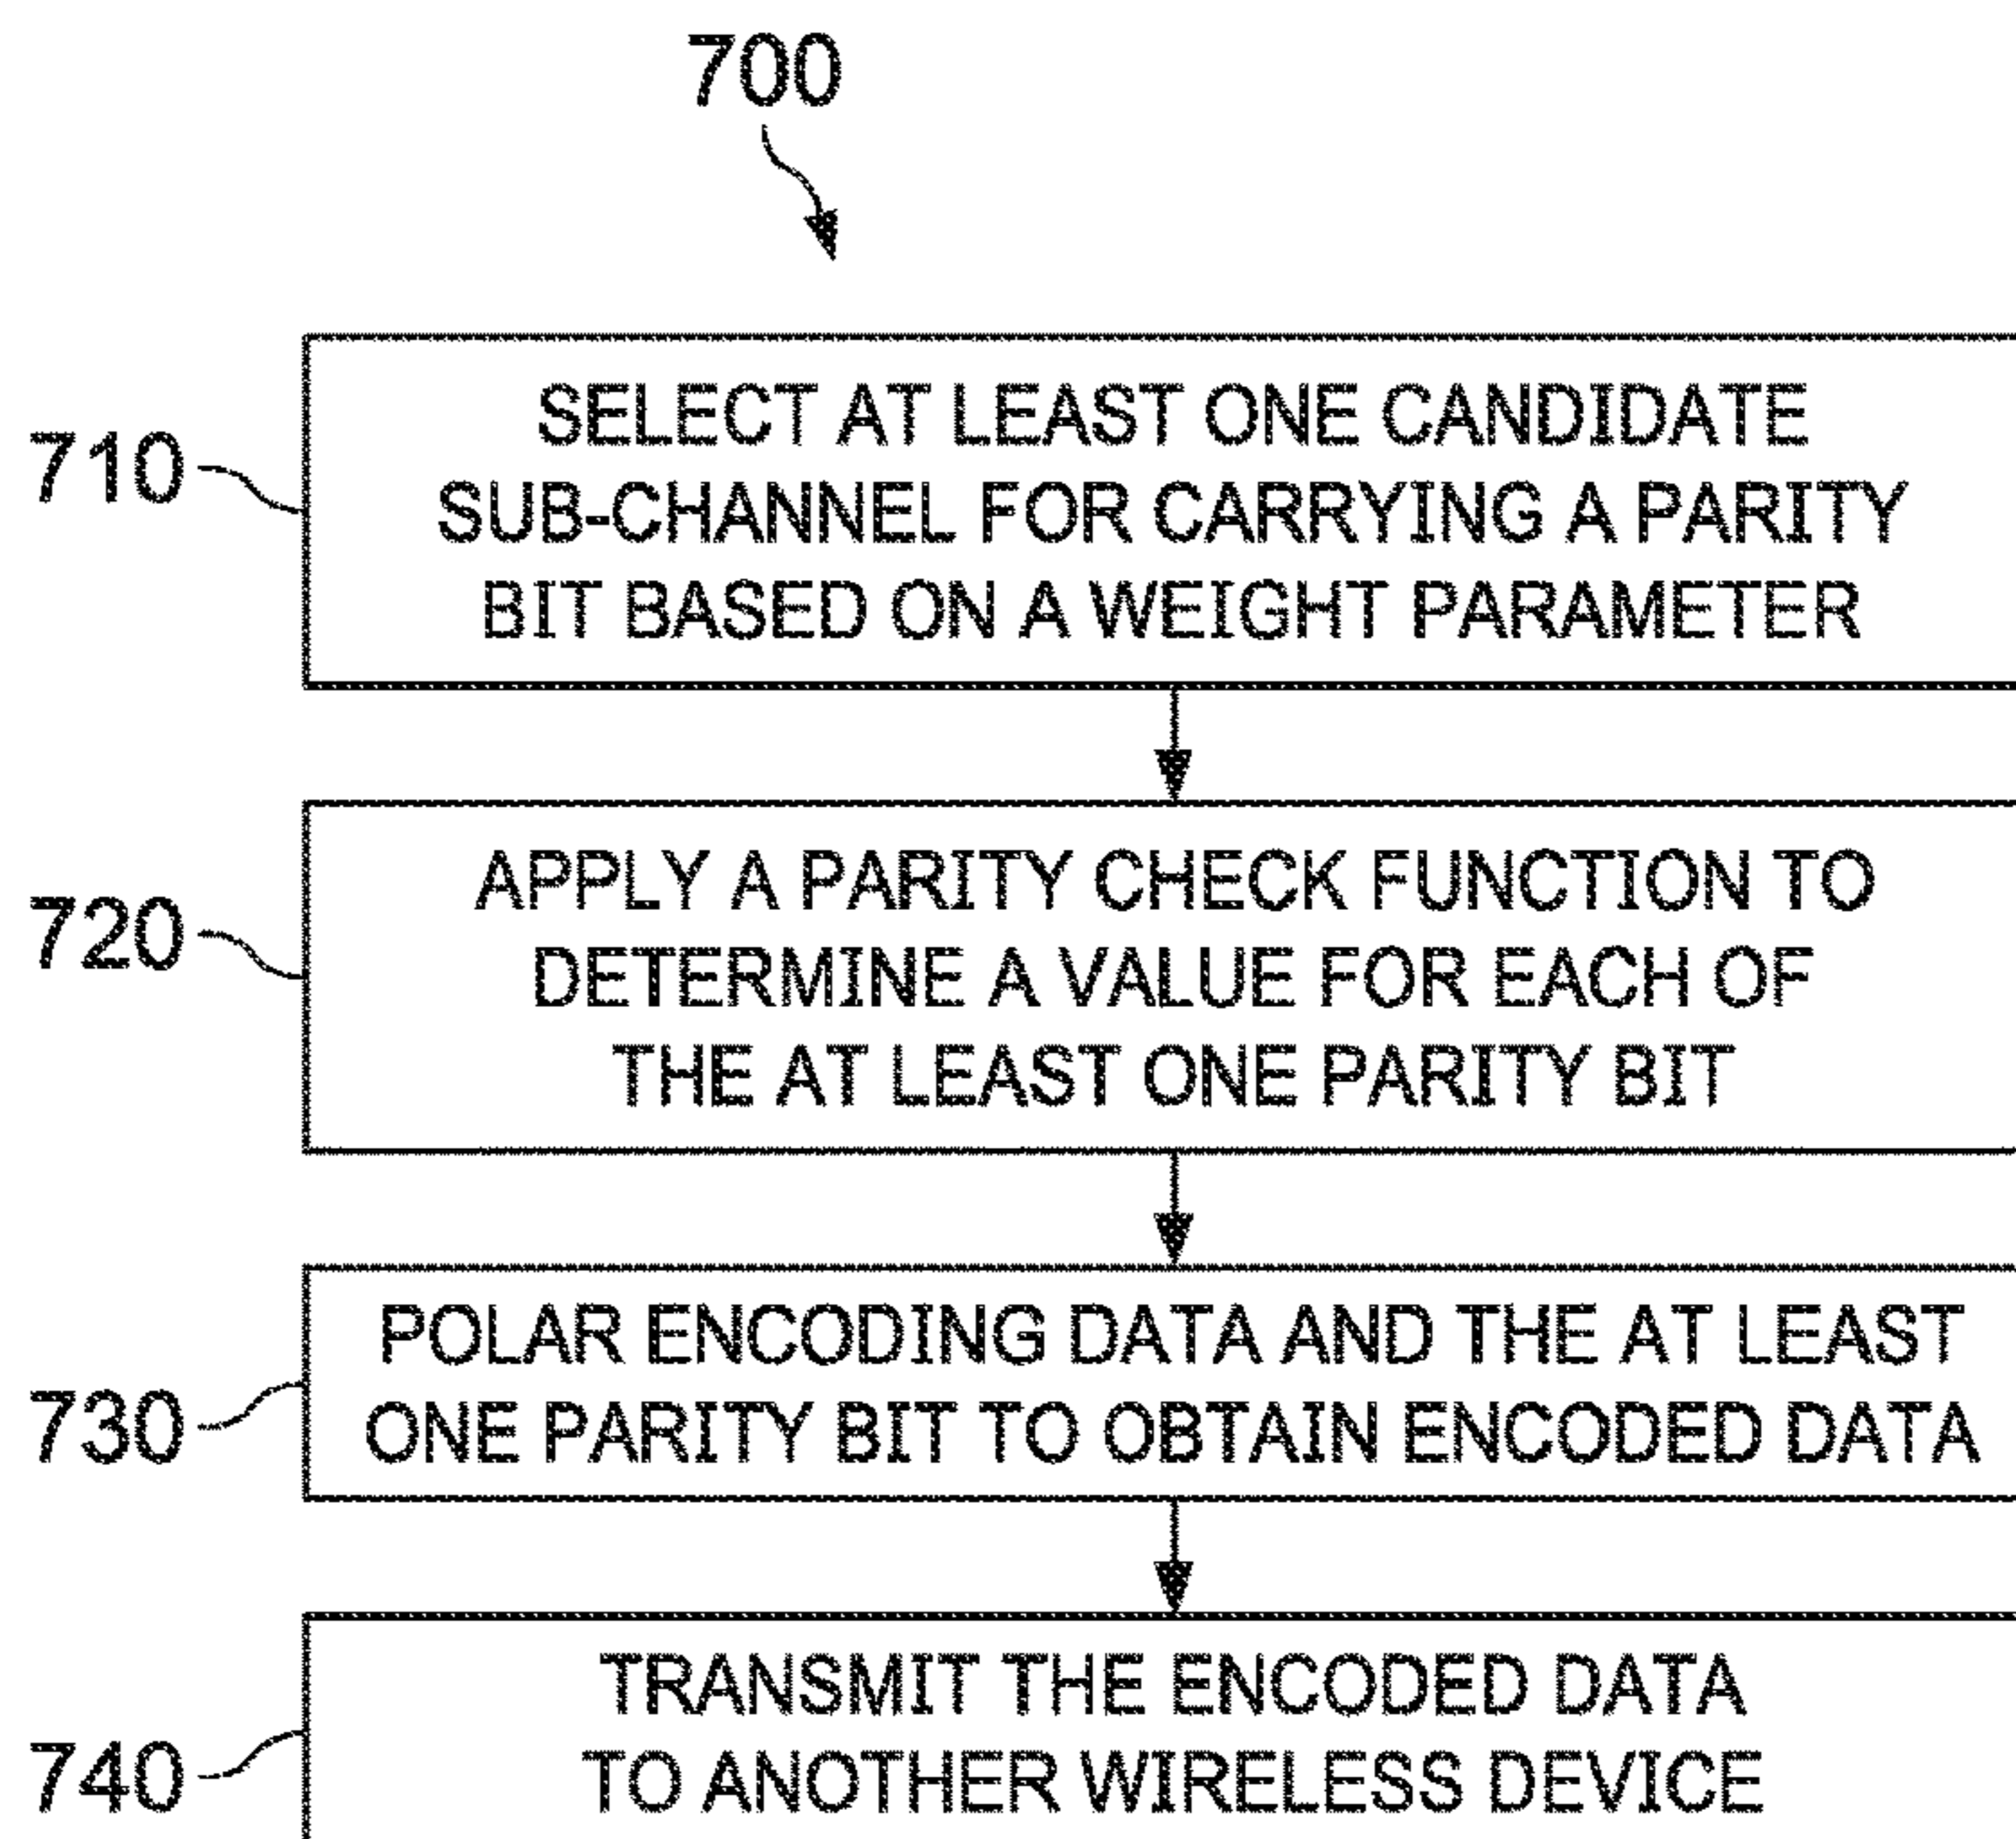 700
710
SELECT AT LEAST ONE CANDIDATE
SUB-CHANNEL FOR CARRYING A PARITY
BIT BASED ON A WEIGHT PARAMETER
720
APPLY A PARITY CHECK FUNCTION TO
DETERMINE A VALUE FOR EACH OF
THE AT LEAST ONE PARITY BIT
730
POLAR ENCODING DATA AND THE AT LEAST
ONE PARITY BIT TO OBTAIN ENCODED DATA
740
TRANSMIT THE ENCODED DATA
TO ANOTHER WIRELESS DEVICE